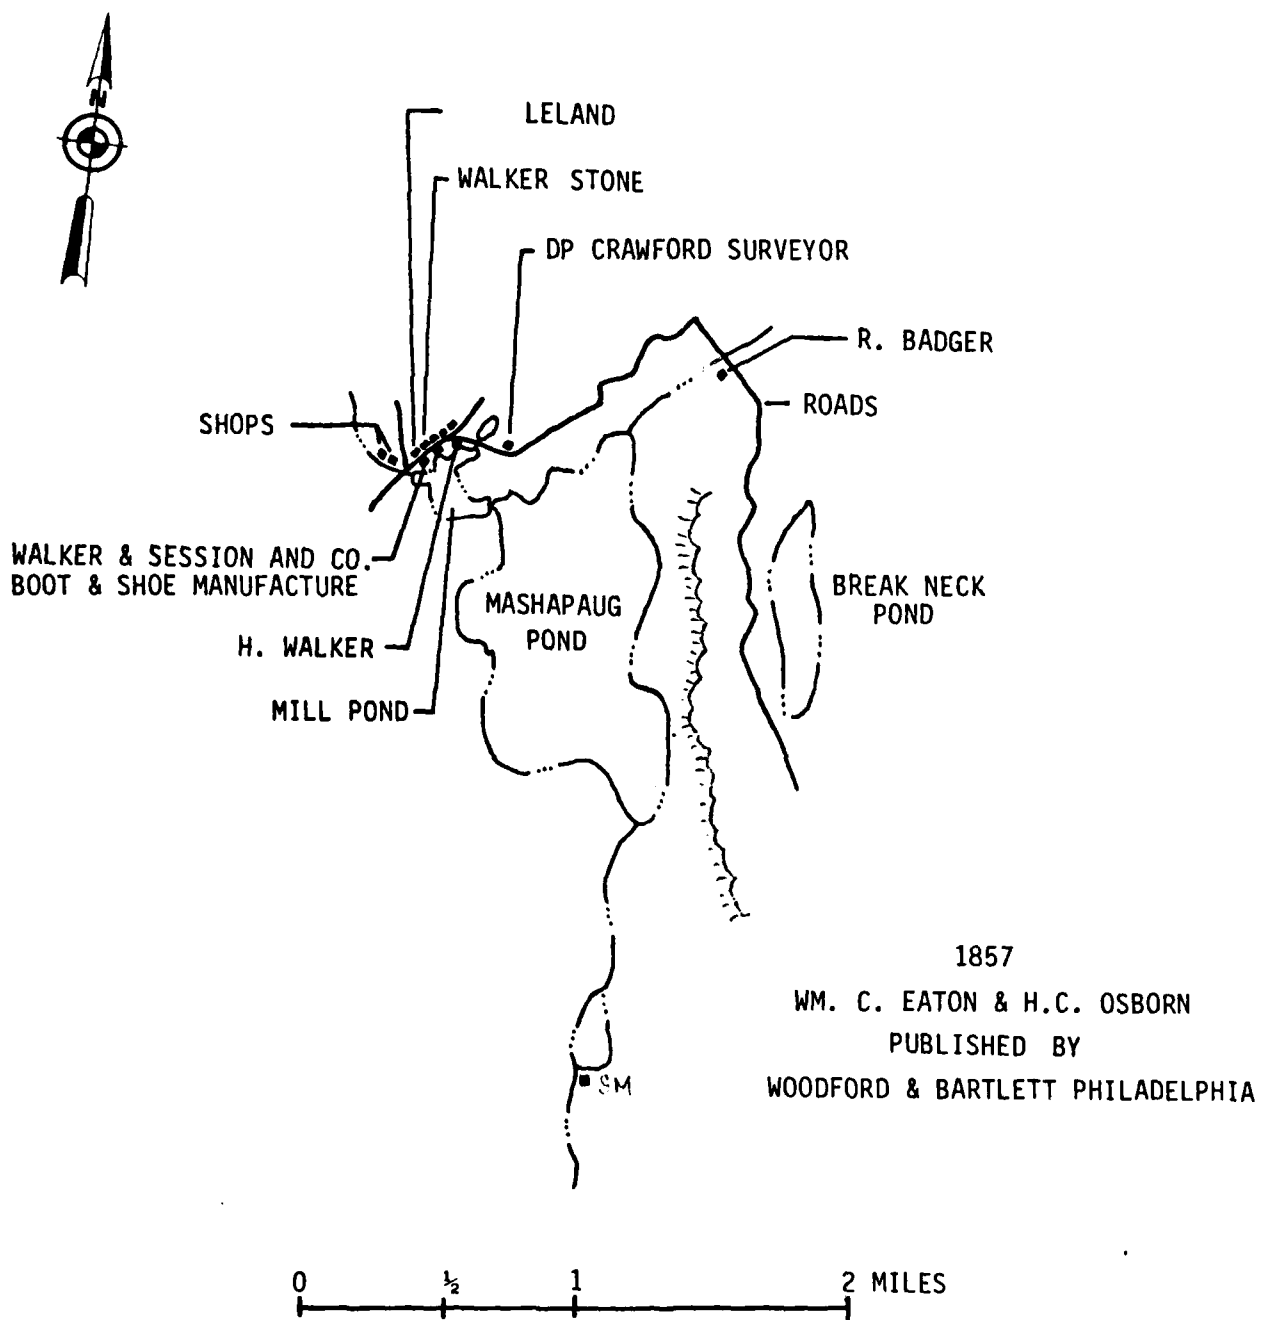 N
LELAND
WALKER STONE
DP CRAWFORD SURVEYOR
R. BADGER
ROADS
SHOPS
WALKER & SESSION AND CO.
BOOT & SHOE MANUFACTURE
MASHAPAUG
POND
BREAK NECK
POND
H. WALKER
MILL POND
1857
WM. C. EATON & H.C. OSBORN
PUBLISHED BY
WOODFORD & BARTLETT PHILADELPHIA
SM
0 ½ 1 2 MILES